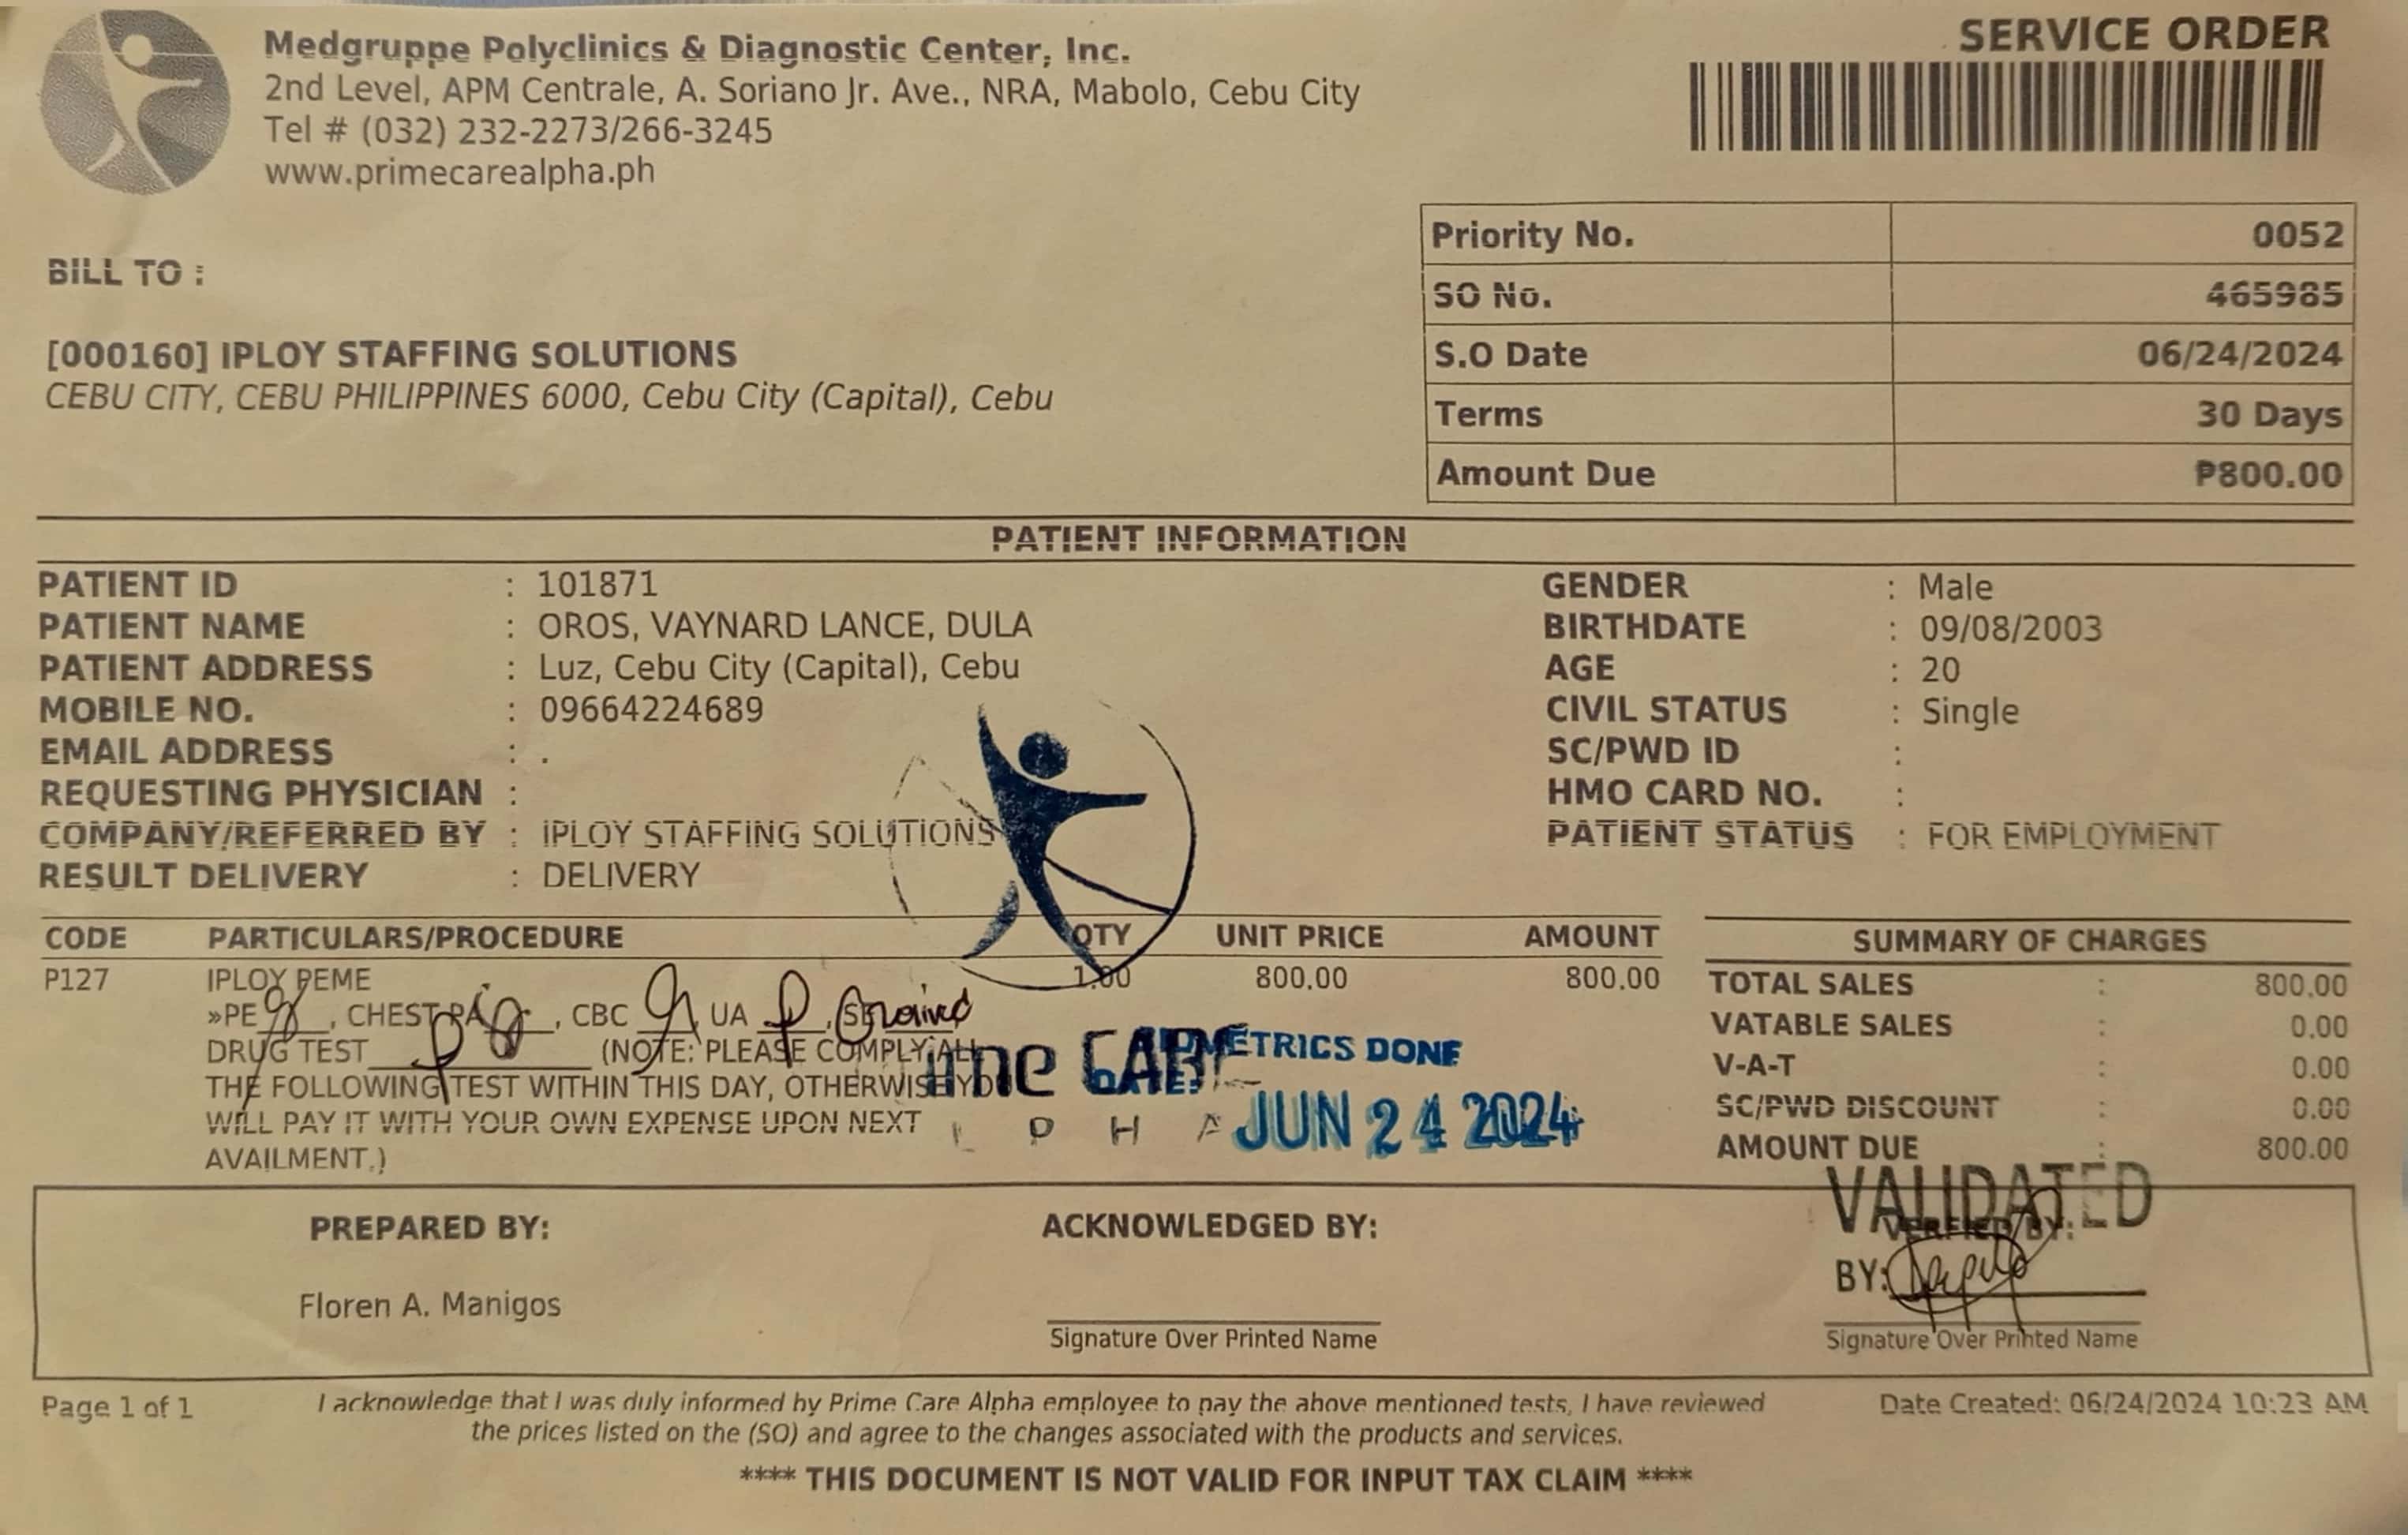 SERVICE ORDER
Medgruppe Polyclinics & Diagnostic Center, Inc.
2nd Level, APM Centrale, A. Soriano Jr. Ave., NRA, Mabolo, Cebu City
Tel # (032) 232-2273/266-3245
www.primecarealpha.ph
Priority No. 0052
SO No. 465985
S.O Date 06/24/2024
Terms 30 Days
Amount Due ₱800.00
BILL TO :
[000160] IPLOY STAFFING SOLUTIONS
CEBU CITY, CEBU PHILIPPINES 6000, Cebu City (Capital), Cebu
PATIENT INFORMATION
PATIENT ID : 101871
PATIENT NAME : OROS, VAYNARD LANCE, DULA
PATIENT ADDRESS : Luz, Cebu City (Capital), Cebu
MOBILE NO. : 09664224689
EMAIL ADDRESS : .
REQUESTING PHYSICIAN :
COMPANY/REFERRED BY : IPLOY STAFFING SOLUTIONS
RESULT DELIVERY : DELIVERY
GENDER : Male
BIRTHDATE : 09/08/2003
AGE : 20
CIVIL STATUS : Single
SC/PWD ID :
HMO CARD NO. :
PATIENT STATUS : FOR EMPLOYMENT
CODE PARTICULARS/PROCEDURE QTY UNIT PRICE AMOUNT
P127 IPLOY PEME 1.00 800.00 800.00
»PE , CHEST PA , CBC , UA ,
DRUG TEST (NOTE: PLEASE COMPLY ALL
THE FOLLOWING TEST WITHIN THIS DAY, OTHERWISE
WILL PAY IT WITH YOUR OWN EXPENSE UPON NEXT
AVAILMENT.)
CARE
DONE
JUN 24 2024
SUMMARY OF CHARGES
TOTAL SALES : 800.00
VATABLE SALES : 0.00
V-A-T : 0.00
SC/PWD DISCOUNT : 0.00
AMOUNT DUE : 800.00
PREPARED BY:
Floren A. Manigos
ACKNOWLEDGED BY:
Signature Over Printed Name
VALIDATED
VERIFIED BY:
BY:
Signature Over Printed Name
Page 1 of 1
I acknowledge that I was duly informed by Prime Care Alpha employee to pay the above mentioned tests, I have reviewed
the prices listed on the (SO) and agree to the changes associated with the products and services.
Date Created: 06/24/2024 10:23 AM
**** THIS DOCUMENT IS NOT VALID FOR INPUT TAX CLAIM ****